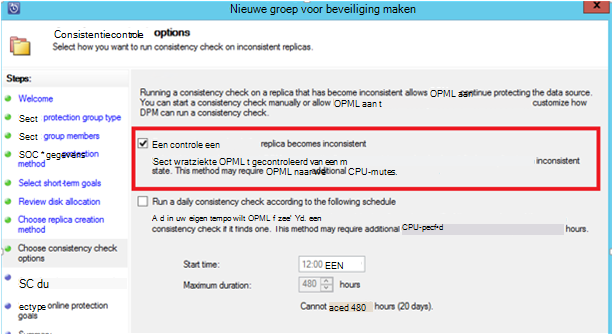 Nieuwe groep voor beveiliging maken
Consistentiecontrole options
Select how you want to run consistency check on inconsistent replicas.
Steps:
Welcome
Sect protection group type
Sect group members
SOC * gegevens
method
Select short-term goals
Review disk allocation
Choose replica creation
method
Choose consistency check
options
SC du
ectype online protection
goals
Running a consistency check on a replica that has become inconsistent allows OPML aan continue protecting the data source.
You can start a consistency check manually or allow OPML aan t customize how
DPM can run a consistency check.
Een controle een replica becomes inconsistent
Sect wratziekte OPML t gecontroleerd van een m inconsistent
state. This method may require OPML naar we additional CPU-mutes.
Run a daily consistency check according to the following schedule
A d in uw eigen tempo wilt OPML f zee' Yd. een
consistency check if it finds one. This method may require additional CPU-pecf+d hours.
Start time: 12:00 EEN
Maximum duration: 480 hours
Cannot aced 480 hours (20 days).